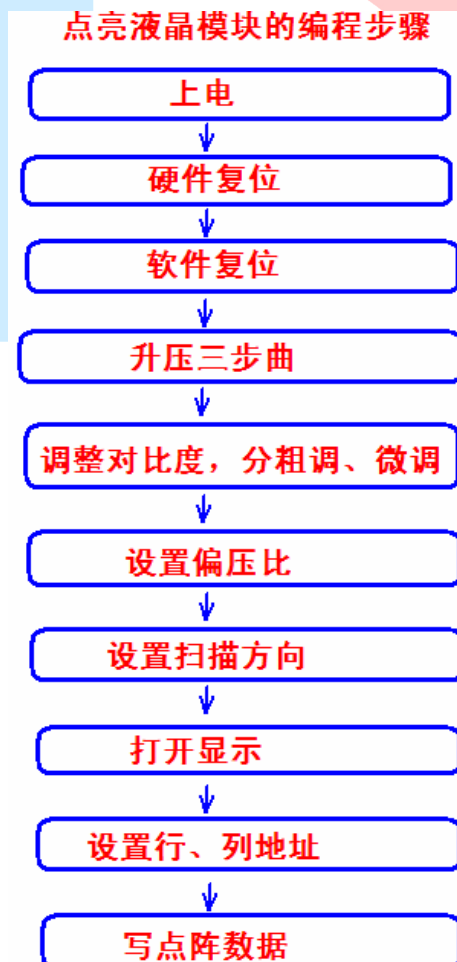 点亮液晶模块的编程步骤
上电
硬件复位
软件复位
升压三步曲
调整对比度，分粗调、微调
设置偏压比
设置扫描方向
打开显示
设置行、列地址
写点阵数据